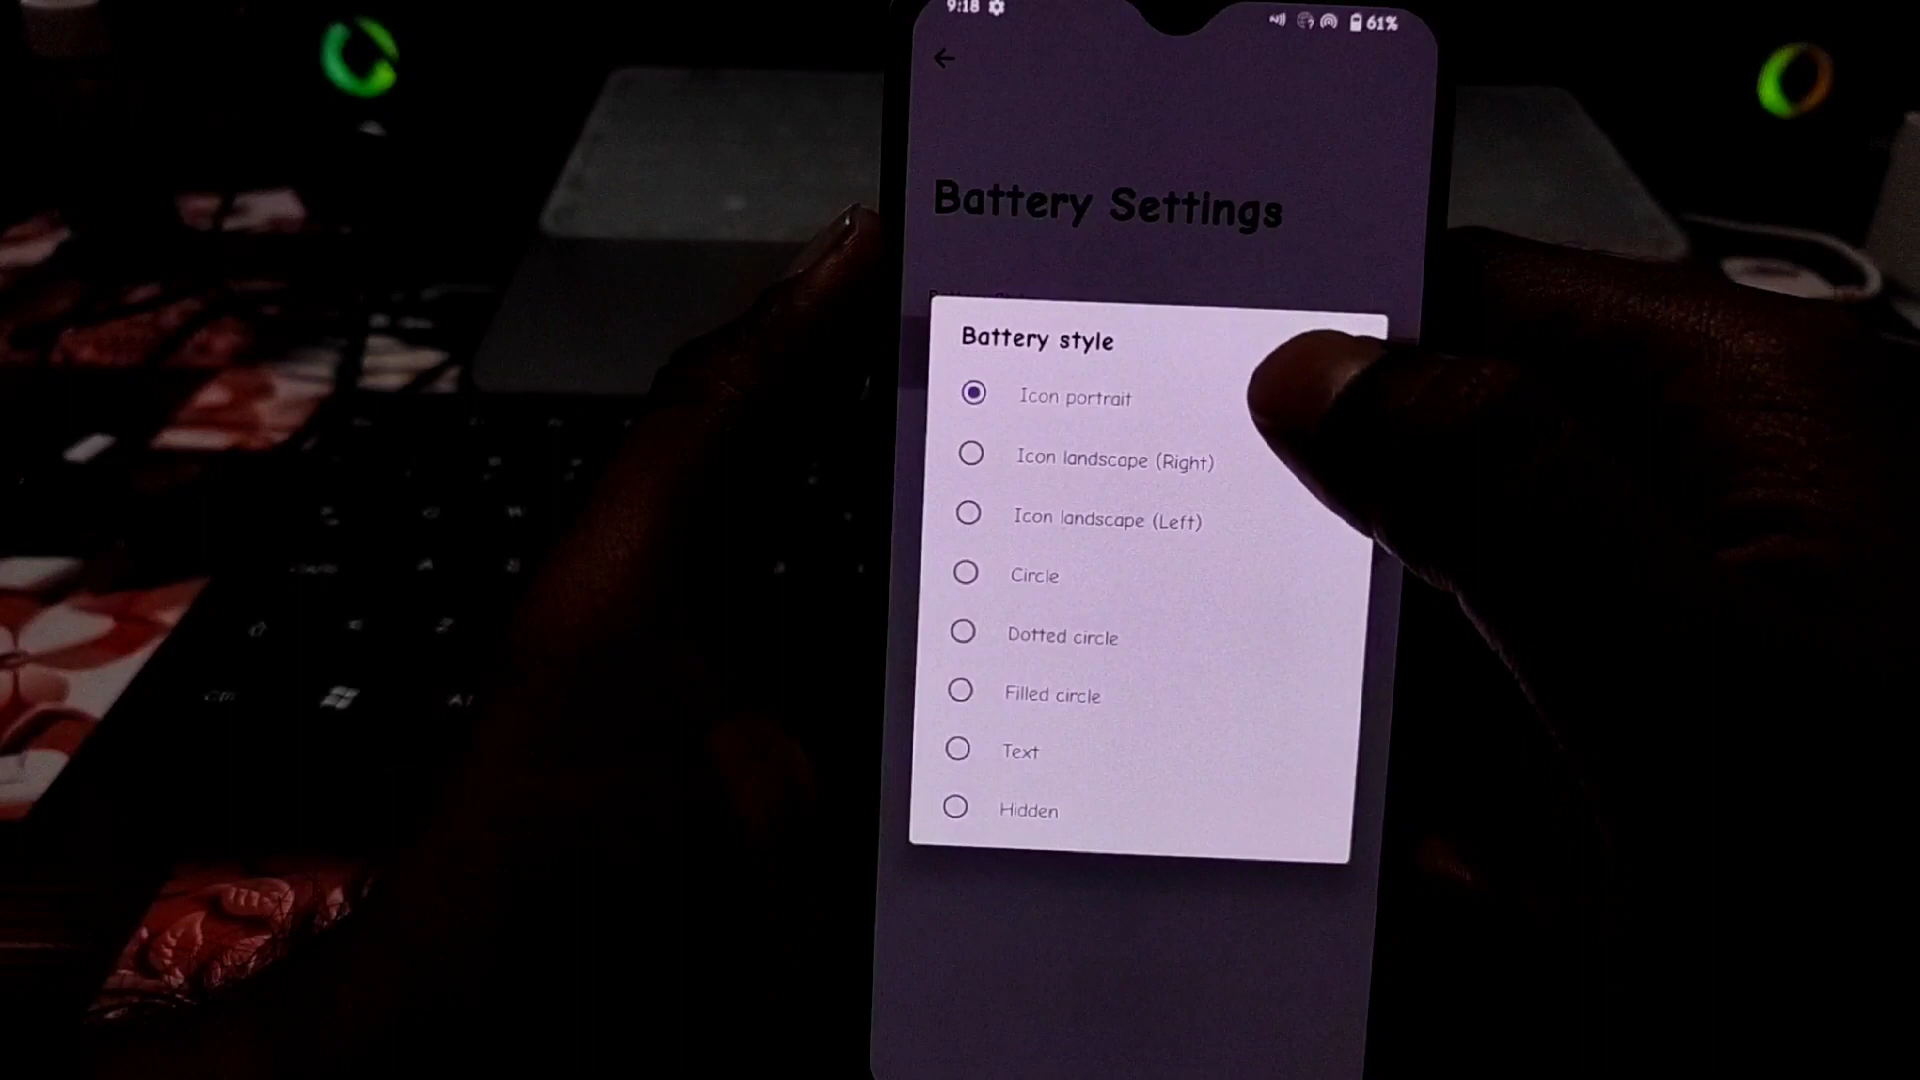 9:18
61%
Battery Settings
Battery style
Icon portrait
Icon landscape (Right)
Icon landscape (Left)
Circle
Dotted circle
Filled circle
Text
Hidden